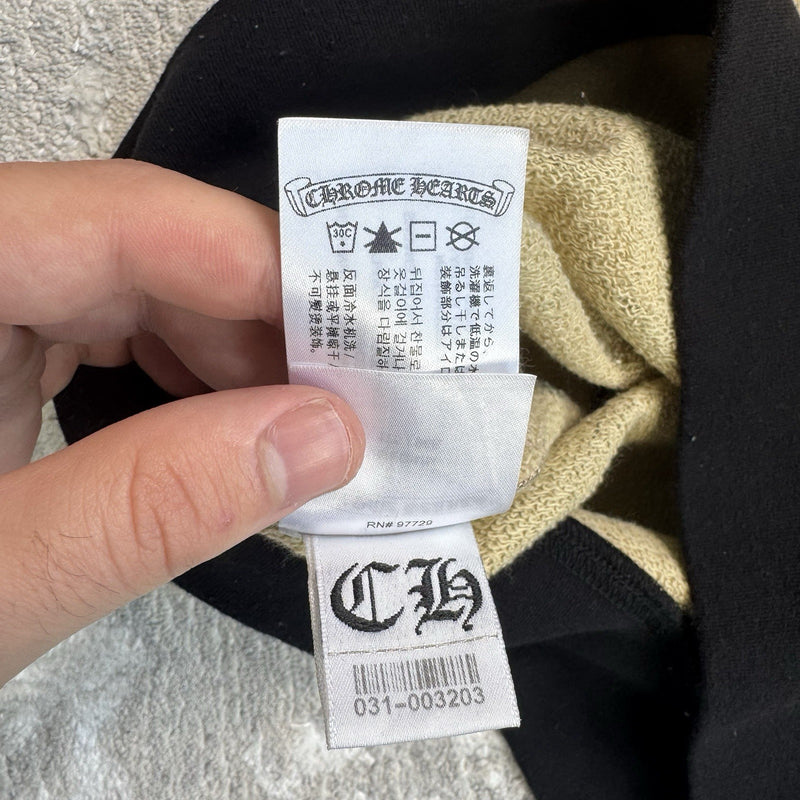 CHROME HEARTS
30C
裏返してから、
洗濯機で低温の水
吊るし干しまたは
装飾部分はアイロ
뒤집어서 찬물로
옷걸이에 걸거나
장식을 다림질하
反面冷水机洗/
悬挂或平摊晾干/
不可熨烫装饰。
RN# 97729
CH
031-003203